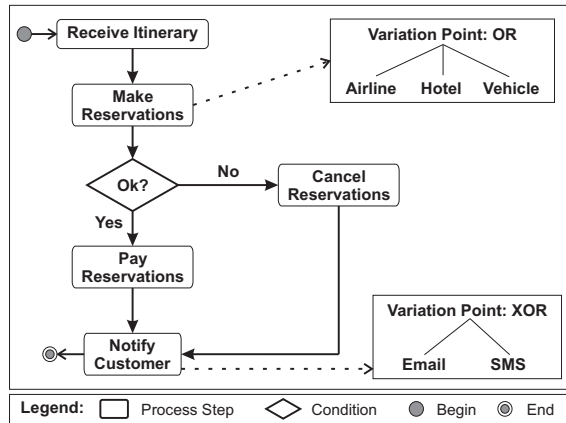 Receive Itinerary
Variation Point: OR
Airline Hotel Vehicle
Make
Reservations
Ok?
No
Cancel
Reservations
Yes
Pay
Reservations
Variation Point: XOR
Email SMS
Notify
Customer
Legend: Process Step Condition Begin End